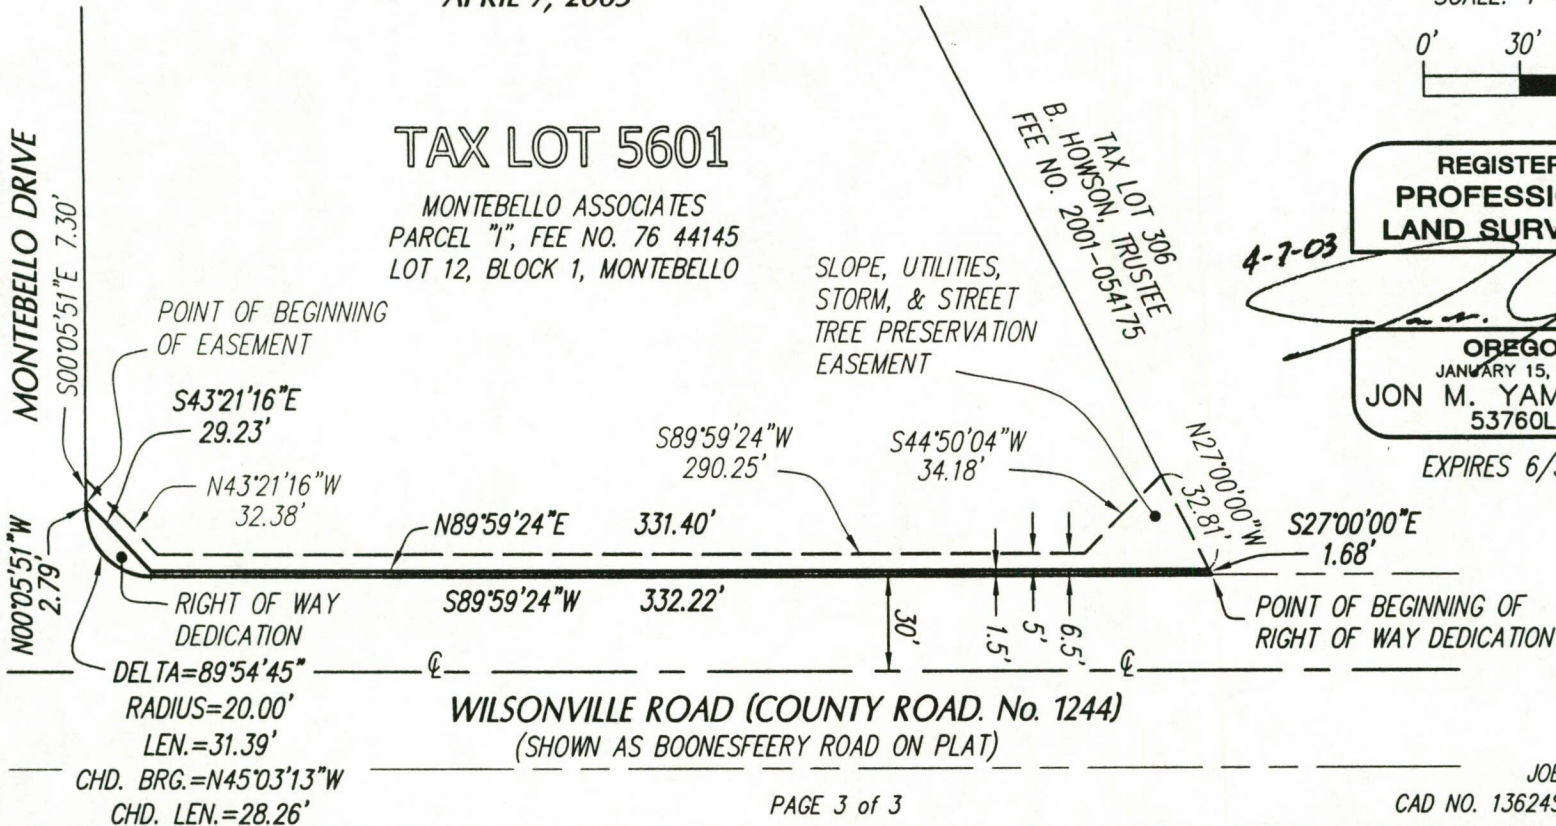 APRIL 7, 2003
0' 30'
TAX LOT 5601
MONTEBELLO ASSOCIATES
PARCEL "I", FEE NO. 76 44145
LOT 12, BLOCK 1, MONTEBELLO
TAX LOT 306
B. HOWSON, TRUSTEE
FEE NO. 2001-054175
REGISTER
PROFESSI
LAND SURV
4-7-03
OREGO
JANUARY 15,
JON M. YAM
53760L
EXPIRES 6/
MONTEBELLO DRIVE
S00°05'51"E 7.30'
POINT OF BEGINNING
OF EASEMENT
S43°21'16"E
29.23'
N43°21'16"W
32.38'
SLOPE, UTILITIES,
STORM, & STREET
TREE PRESERVATION
EASEMENT
S89°59'24"W
290.25'
S44°50'04"W
34.18'
N27°00'00"W
32.81'
S27°00'00"E
1.68'
N89°59'24"E 331.40'
S89°59'24"W 332.22'
N00°05'51"W
2.79'
RIGHT OF WAY
DEDICATION
30'
1.5'
5'
6.5'
POINT OF BEGINNING OF
RIGHT OF WAY DEDICATION
DELTA=89°54'45"
RADIUS=20.00'
LEN.=31.39'
CHD. BRG.=N45°03'13"W
CHD. LEN.=28.26'
WILSONVILLE ROAD (COUNTY ROAD. No. 1244)
(SHOWN AS BOONESFEERY ROAD ON PLAT)
PAGE 3 of 3
JOB
CAD NO. 13624S